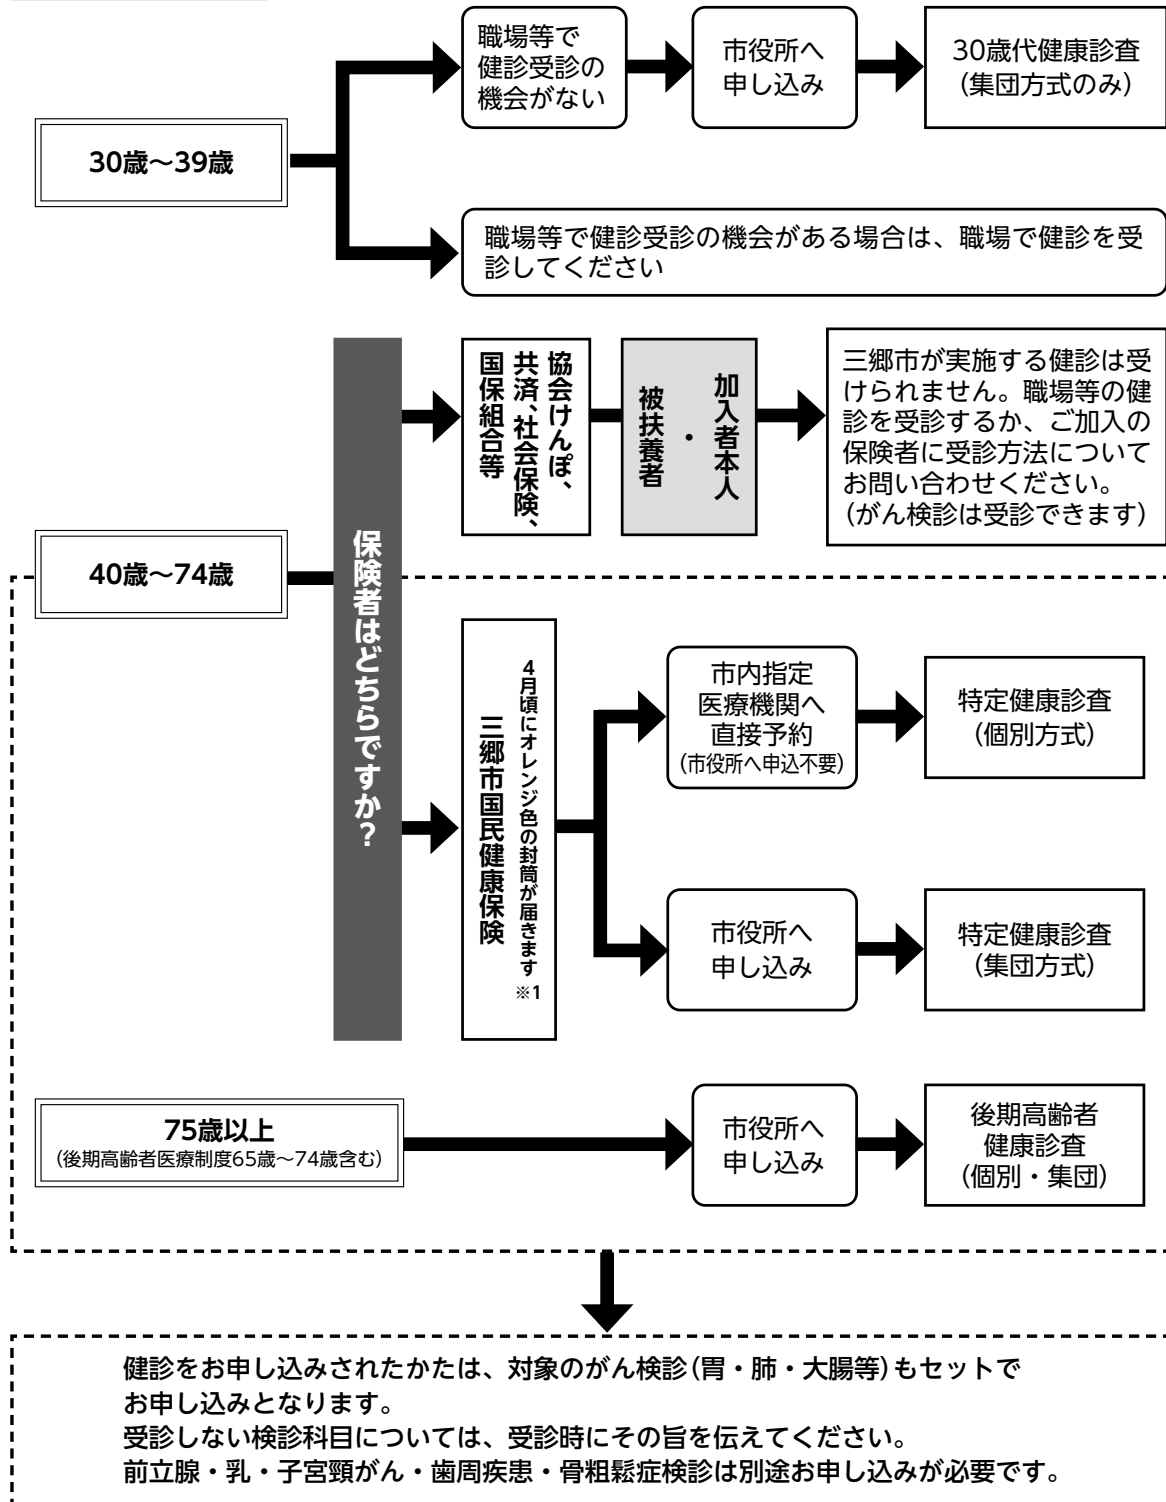 30歳～39歳
職場等で
健診受診の
機会がない
市役所へ
申し込み
30歳代健康診査
（集団方式のみ）
職場等で健診受診の機会がある場合は、職場で健診を受
診してください
40歳～74歳
保険者はどちらですか？
協会けんぽ、
共済、社会保険、
国保組合等
加入者本人
・
被扶養者
三郷市が実施する健診は受
けられません。職場等の健
診を受診するか、ご加入の
保険者に受診方法について
お問い合わせください。
（がん検診は受診できます）
4月頃にオレンジ色の封筒が届きます ※1
三郷市国民健康保険
市内指定
医療機関へ
直接予約
（市役所へ申込不要）
特定健康診査
（個別方式）
市役所へ
申し込み
特定健康診査
（集団方式）
75歳以上
（後期高齢者医療制度65歳～74歳含む）
市役所へ
申し込み
後期高齢者
健康診査
（個別・集団）
健診をお申し込みされたかたは、対象のがん検診（胃・肺・大腸等）もセットで
お申し込みとなります。
受診しない検診科目については、受診時にその旨を伝えてください。
前立腺・乳・子宮頸がん・歯周疾患・骨粗鬆症検診は別途お申し込みが必要です。